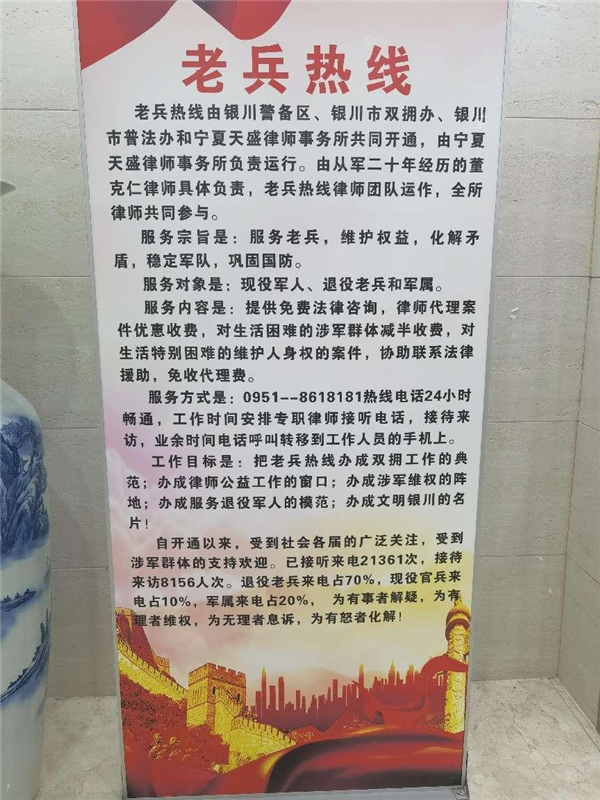 老兵热线
老兵热线由银川警备区、银川市双拥办、银川
市普法办和宁夏天盛律师事务所共同开通，由宁夏
天盛律师事务所负责运行。由从军二十年经历的董
克仁律师具体负责，老兵热线律师团队运作，全所
律师共同参与。
服务宗旨是：服务老兵，维护权益，化解矛
盾，稳定军队，巩固国防。
服务对象是：现役军人、退役老兵和军属。
服务内容是：提供免费法律咨询，律师代理案
件优惠收费，对生活困难的涉军群体减半收费，对
生活特别困难的维护人身权的案件，协助联系法律
援助，免收代理费。
服务方式是：0951--8618181热线电话24小时
畅通，工作时间安排专职律师接听电话，接待来
访，业余时间电话呼叫转移到工作人员的手机上。
工作目标是：把老兵热线办成双拥工作的典
范；办成律师公益工作的窗口；办成涉军维权的阵
地；办成服务退役军人的模范；办成文明银川的名
片！
自开通以来，受到社会各届的广泛关注，受到
涉军群体的支持欢迎。已接听来电21361次，接待
来访8156人次。退役老兵来电占70%，现役官兵来
电占10%，军属来电占20%， 为有事者解疑，为有
理者维权，为无理者息诉，为有怒者化解！